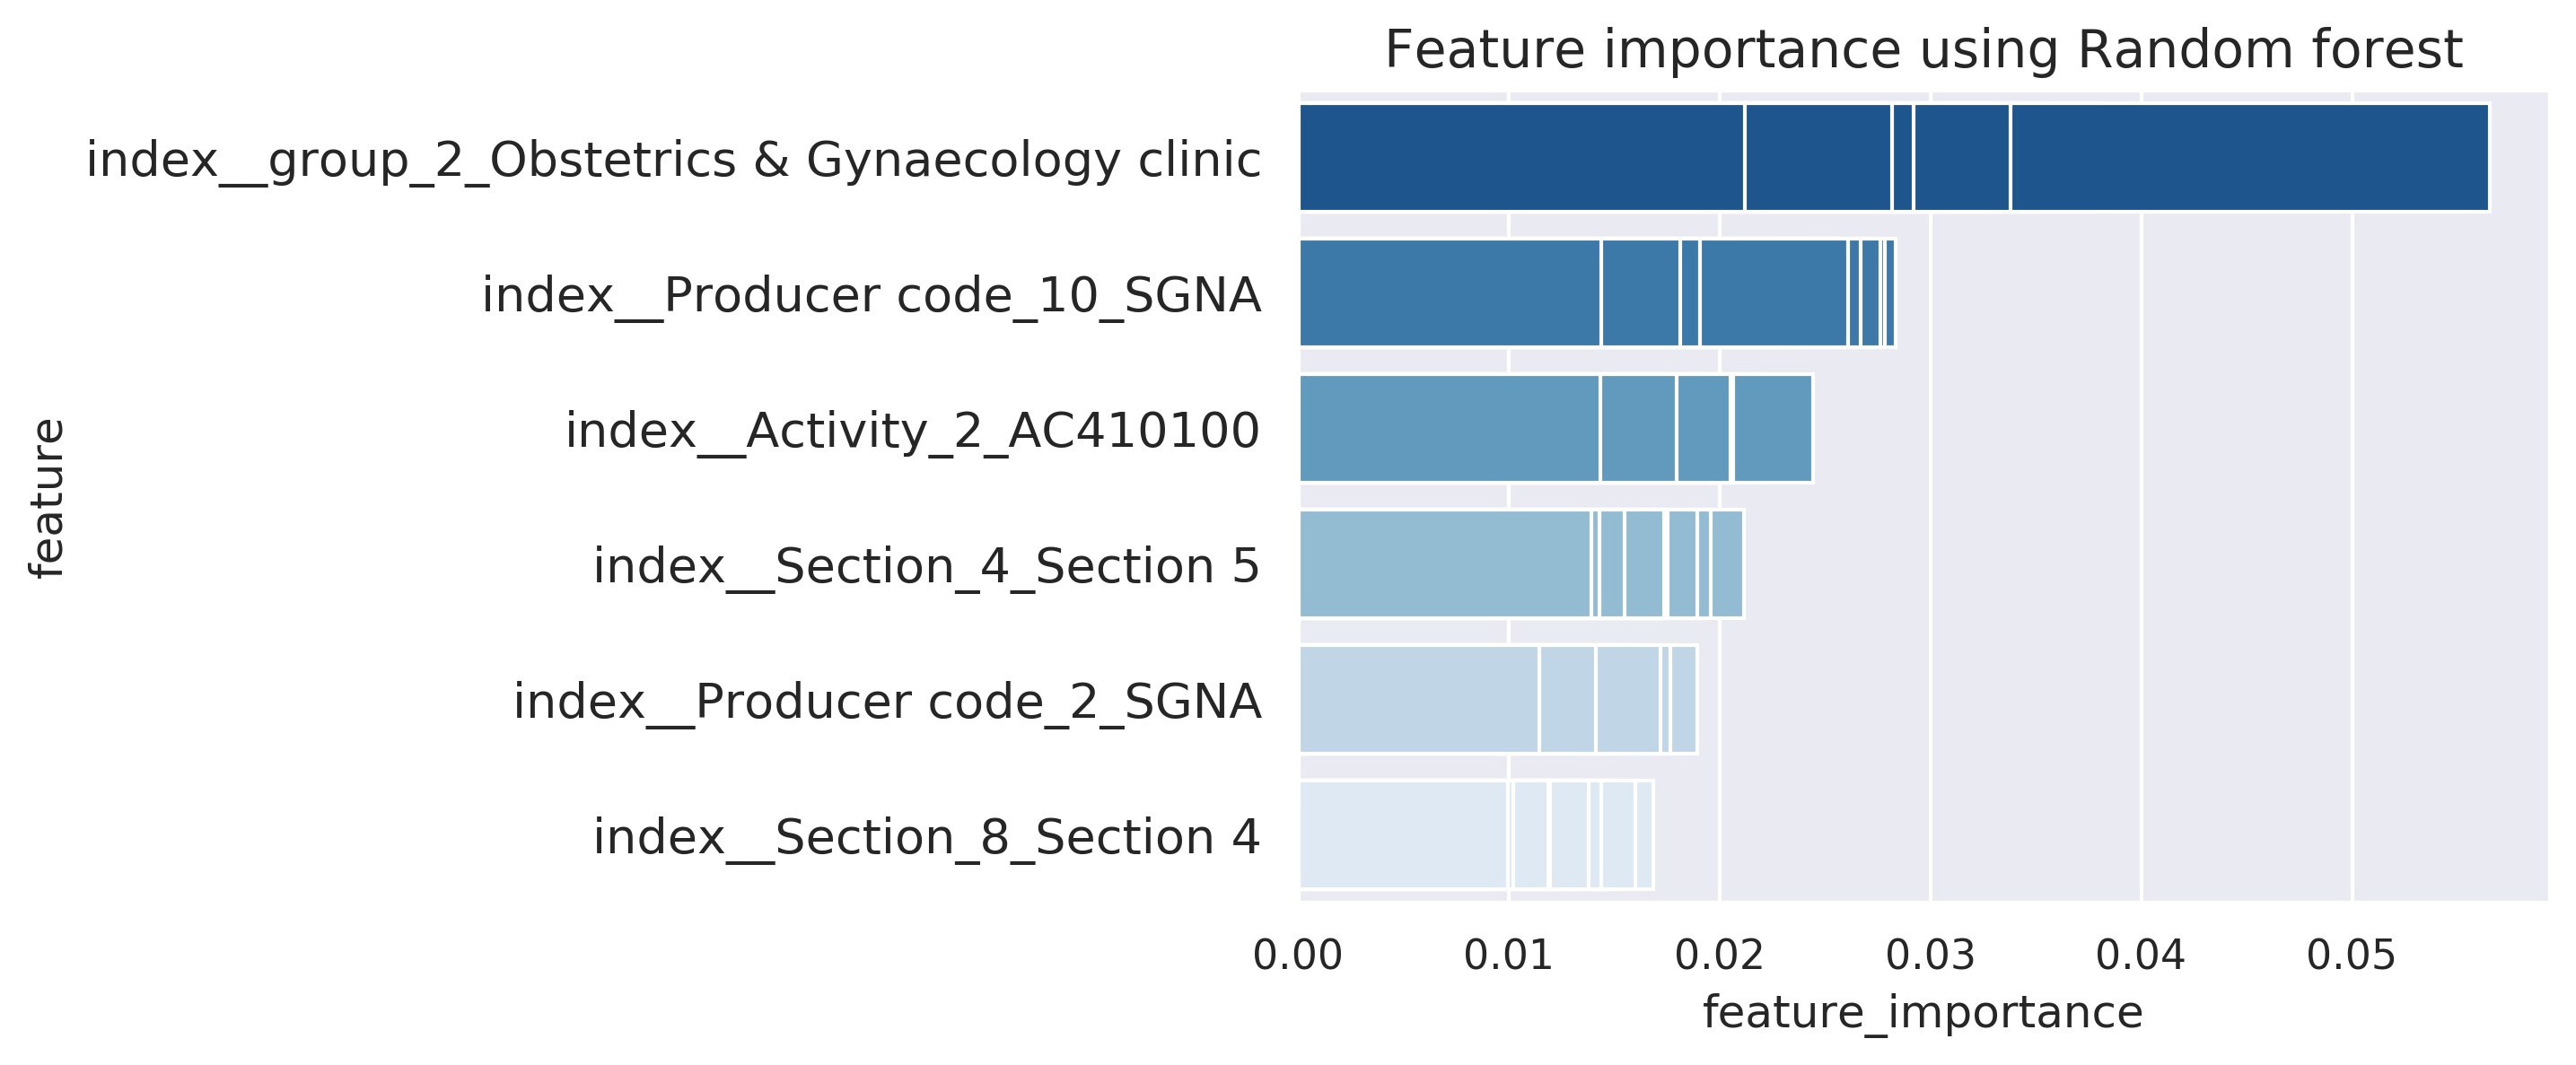 Feature importance using Random forest
index__group_2_Obstetrics & Gynaecology clinic
index__Producer code_10_SGNA
index__Activity_2_AC410100
index__Section_4_Section 5
index__Producer code_2_SGNA
index__Section_8_Section 4
feature
0.00 0.01 0.02 0.03 0.04 0.05
feature_importance